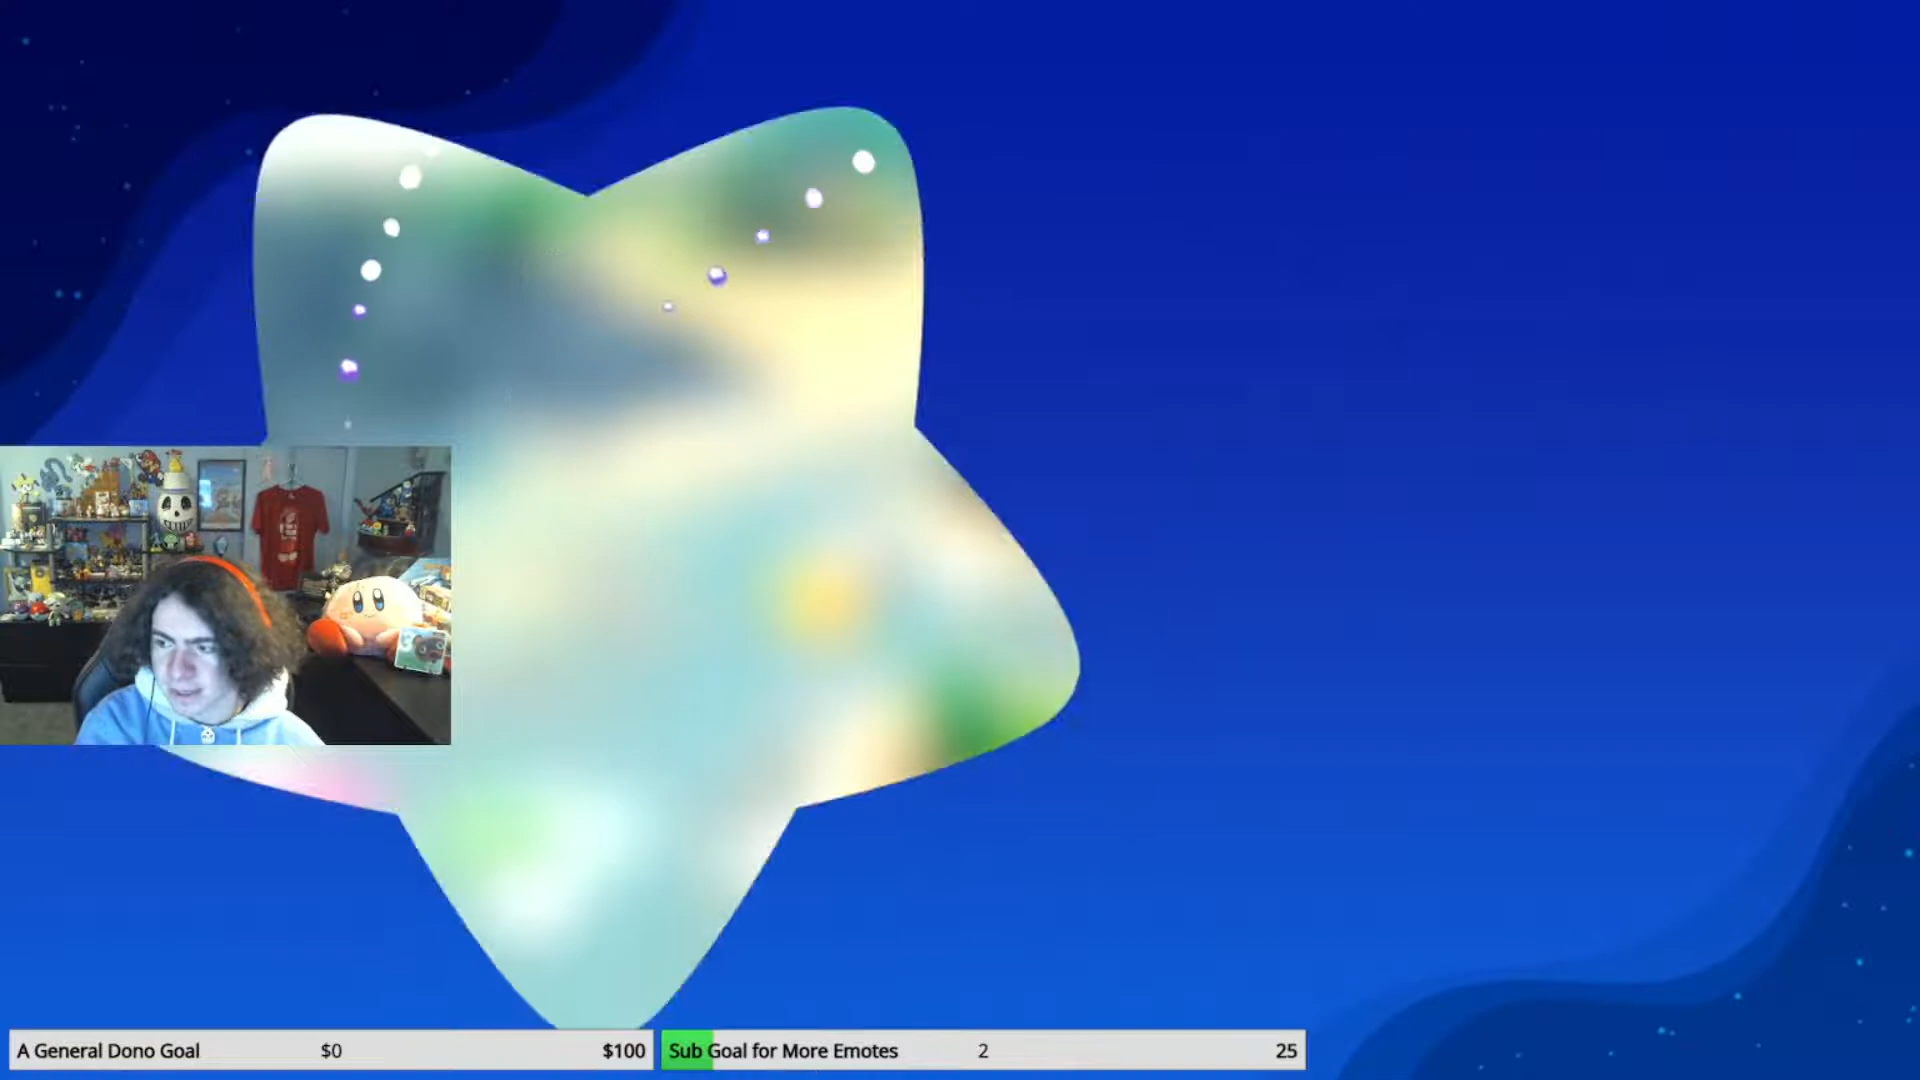 A General Dono Goal $0 $100
Sub Goal for More Emotes 2 25